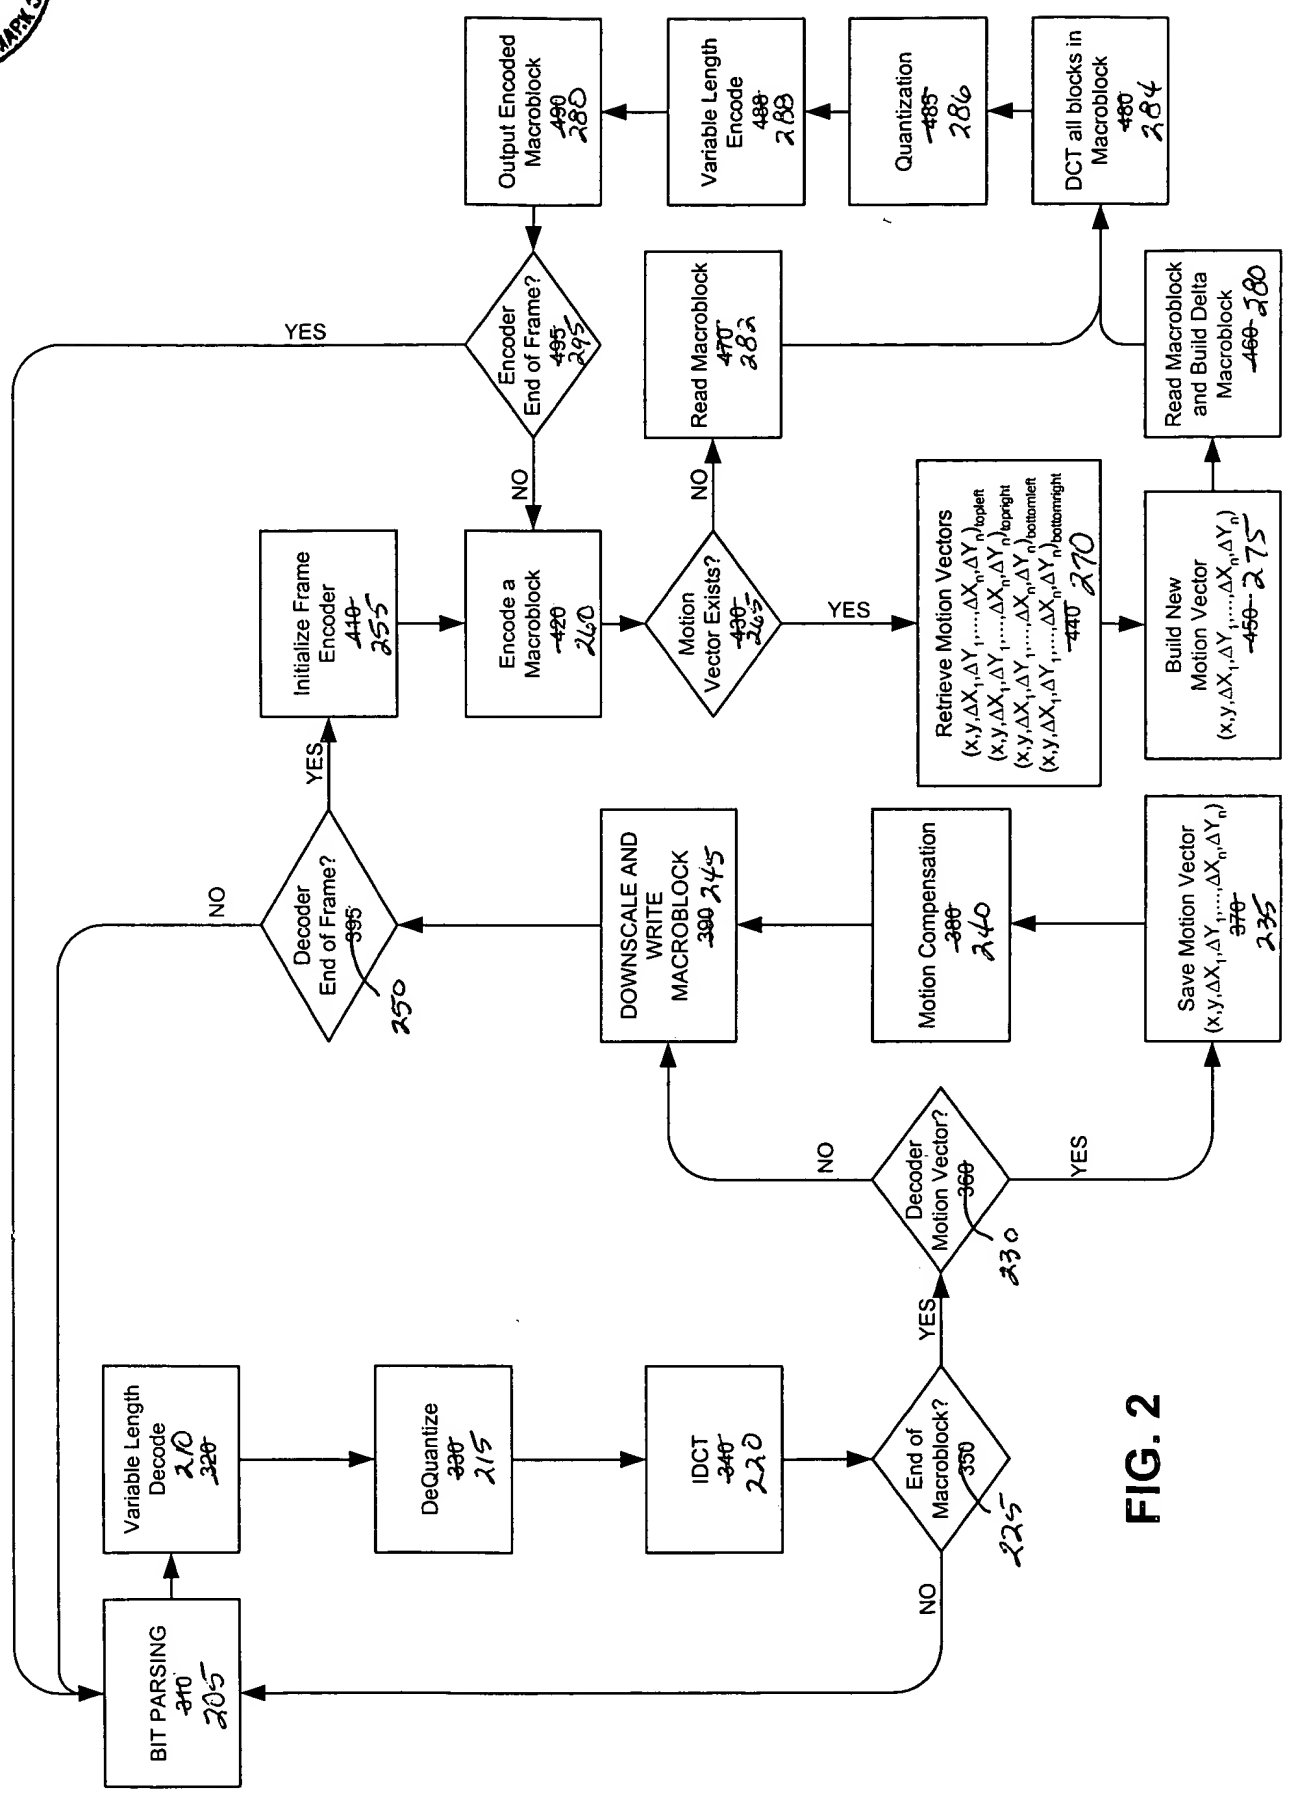 BIT PARSING
310
205
Variable Length
Decode
210
320
DeQuantize
330
215
IDCT
340
220
End of
Macroblock?
350
225
NO
YES
Decoder
Motion Vector?
360
230
NO
YES
Save Motion Vector
(x,y,ΔX1,ΔY1,...,ΔXn,ΔYn)
370
235
Motion Compensation
380
240
DOWNSCALE AND
WRITE
MACROBLOCK
390 245
Decoder
End of Frame?
395
250
NO
YES
Initialize Frame
Encoder
410
255
Encode a
Macroblock
420
260
Motion
Vector Exists?
430
265
NO
YES
Retrieve Motion Vectors
(x,y,ΔX1,ΔY1,...,ΔXn,ΔYn)topleft
(x,y,ΔX1,ΔY1,...,ΔXn,ΔYn)topright
(x,y,ΔX1,ΔY1,...,ΔXn,ΔYn)bottomleft
(x,y,ΔX1,ΔY1,...,ΔXn,ΔYn)bottomright
440 270
Build New
Motion Vector
(x,y,ΔX1,ΔY1,...,ΔXn,ΔYn)
450 275
Read Macroblock
and Build Delta
Macroblock
460 280
Read Macroblock
470
282
DCT all blocks in
Macroblock
480
284
Quantization
485
286
Variable Length
Encode
488
288
Output Encoded
Macroblock
490
280
Encoder
End of Frame?
495
295
NO
YES
FIG. 2